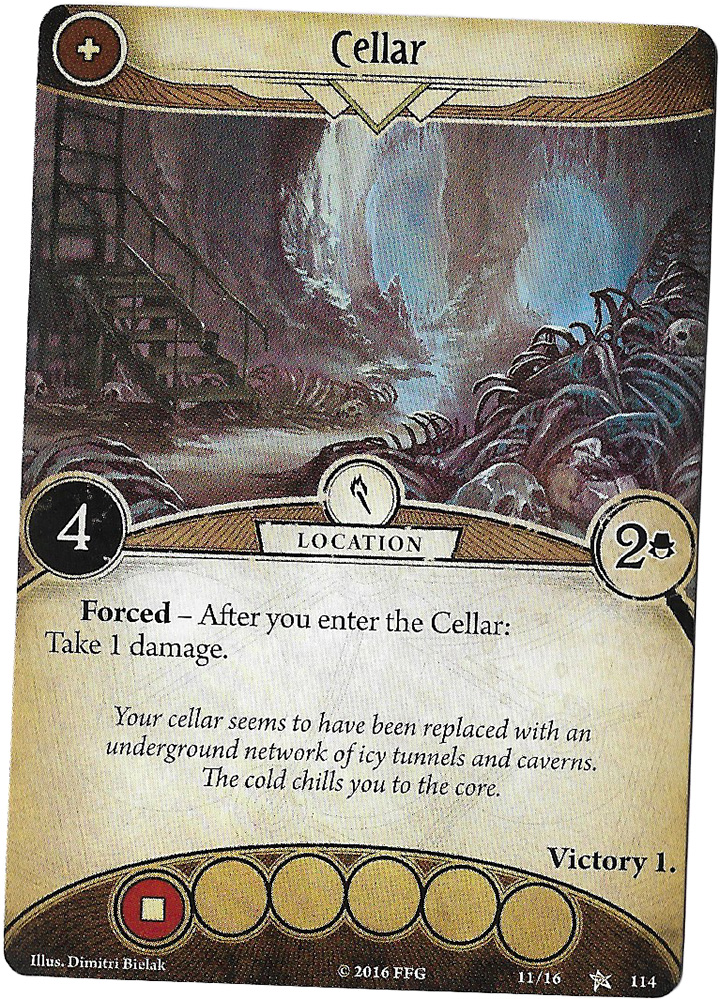 Cellar
4
LOCATION
2
Forced – After you enter the Cellar:
Take 1 damage.
Your cellar seems to have been replaced with an
underground network of icy tunnels and caverns.
The cold chills you to the core.
Victory 1.
Illus. Dimitri Bielak
© 2016 FFG
11/16
114